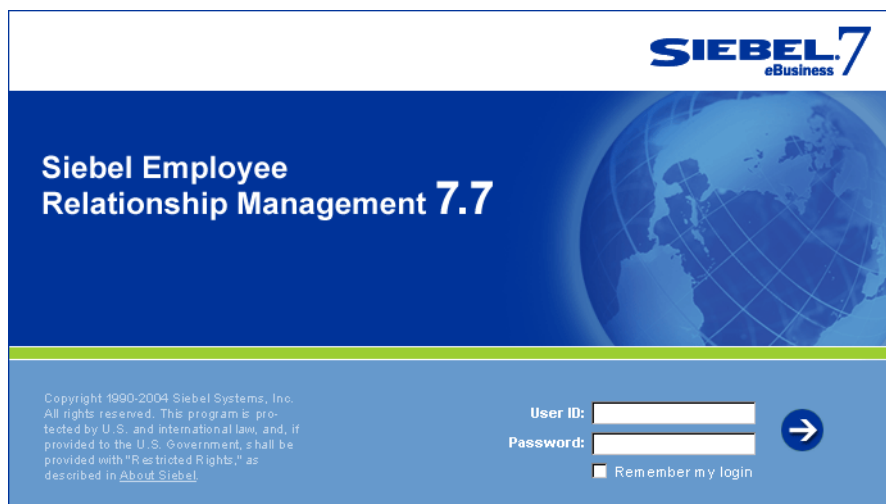 SIEBEL.7
eBusiness
Siebel Employee
Relationship Management 7.7
Copyright 1990-2004 Siebel Systems, Inc.
All rights reserved. This program is pro-
tected by U.S. and international law, and, if
provided to the U.S. Government, shall be
provided with "Restricted Rights," as
described in About Siebel.
User ID:
Password:
Remember my login